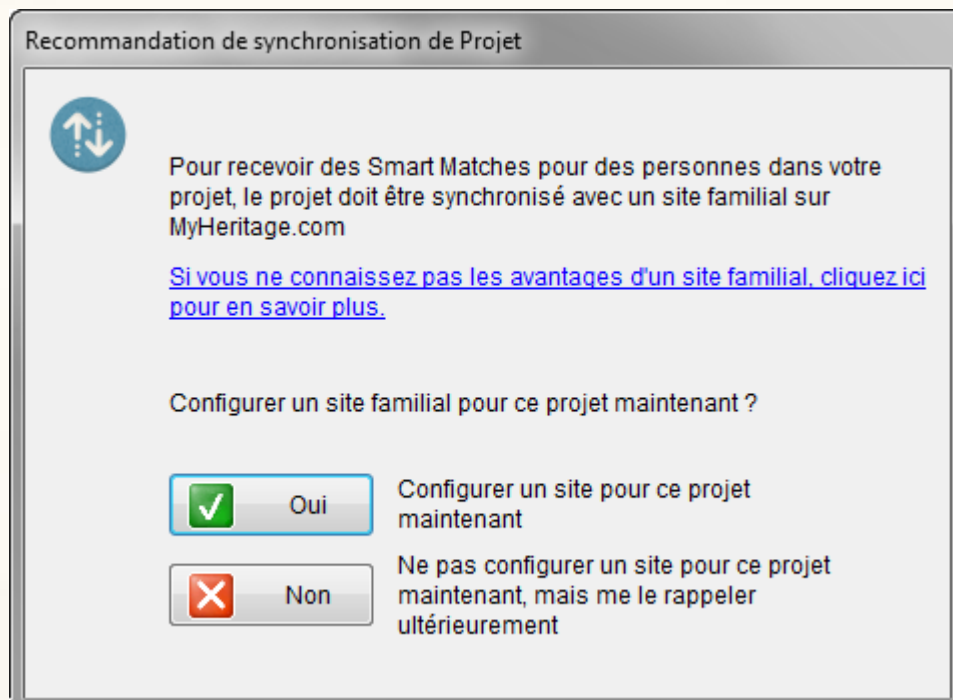 Recommandation de synchronisation de Projet
Pour recevoir des Smart Matches pour des personnes dans votre
projet, le projet doit être synchronisé avec un site familial sur
MyHeritage.com
Si vous ne connaissez pas les avantages d'un site familial, cliquez ici
pour en savoir plus.
Configurer un site familial pour ce projet maintenant ?
Oui
Configurer un site pour ce projet
maintenant
Non
Ne pas configurer un site pour ce projet
maintenant, mais me le rappeler
ultérieurement